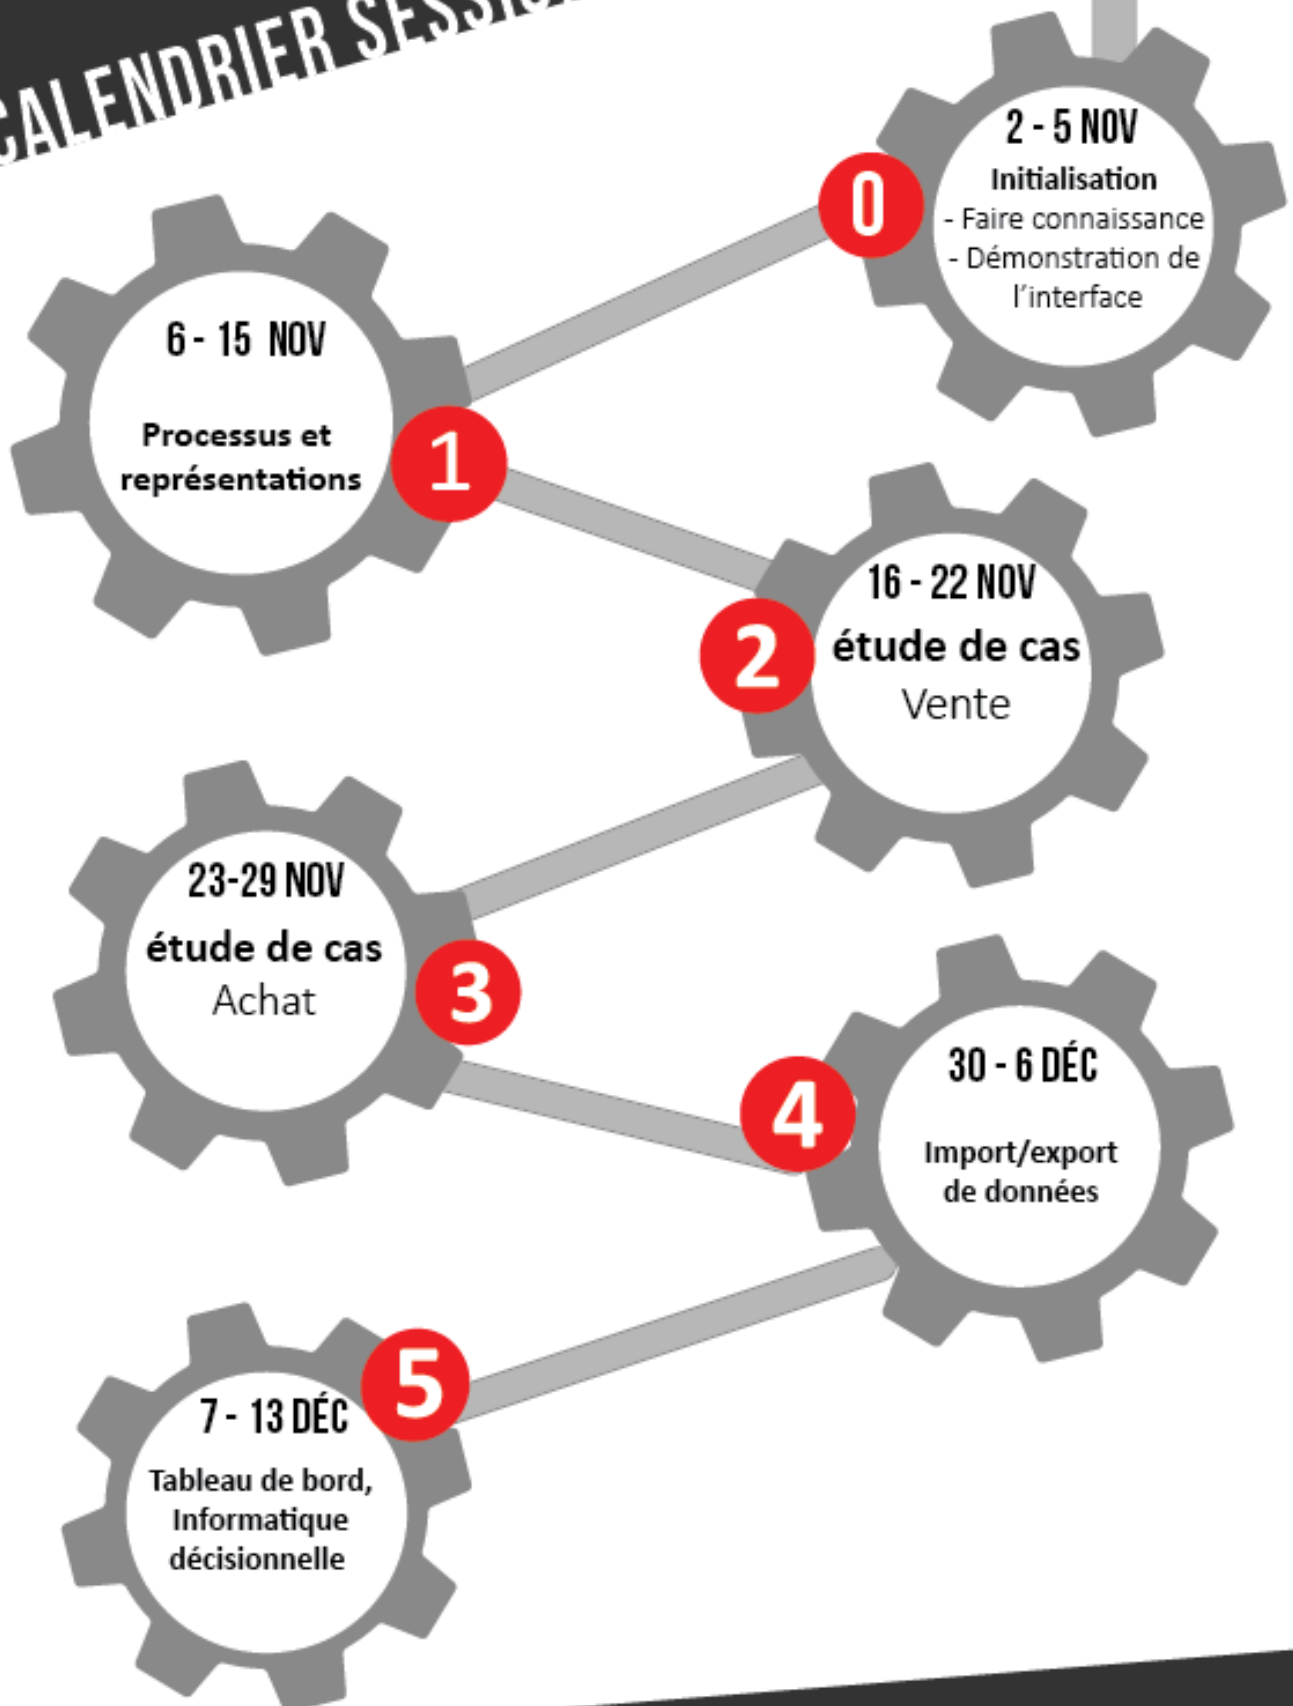 CALENDRIER
0
2 - 5 NOV
Initialisation
- Faire connaissance
- Démonstration de
l'interface
1
6 - 15 NOV
Processus et
représentations
2
16 - 22 NOV
étude de cas
Vente
3
23-29 NOV
étude de cas
Achat
4
30 - 6 DÉC
Import/export
de données
5
7 - 13 DÉC
Tableau de bord,
Informatique
décisionnelle